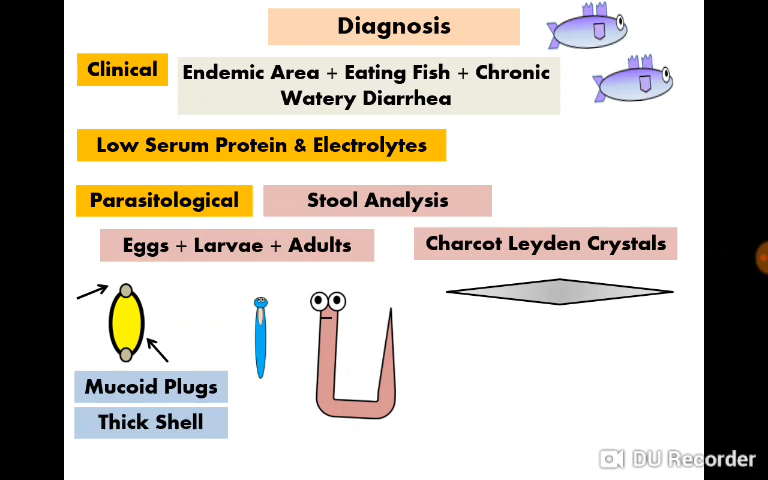 Diagnosis
Clinical
Endemic Area + Eating Fish + Chronic
Watery Diarrhea
Low Serum Protein & Electrolytes
Parasitological
Stool Analysis
Eggs + Larvae + Adults
Charcot Leyden Crystals
Mucoid Plugs
Thick Shell
DU Recorder